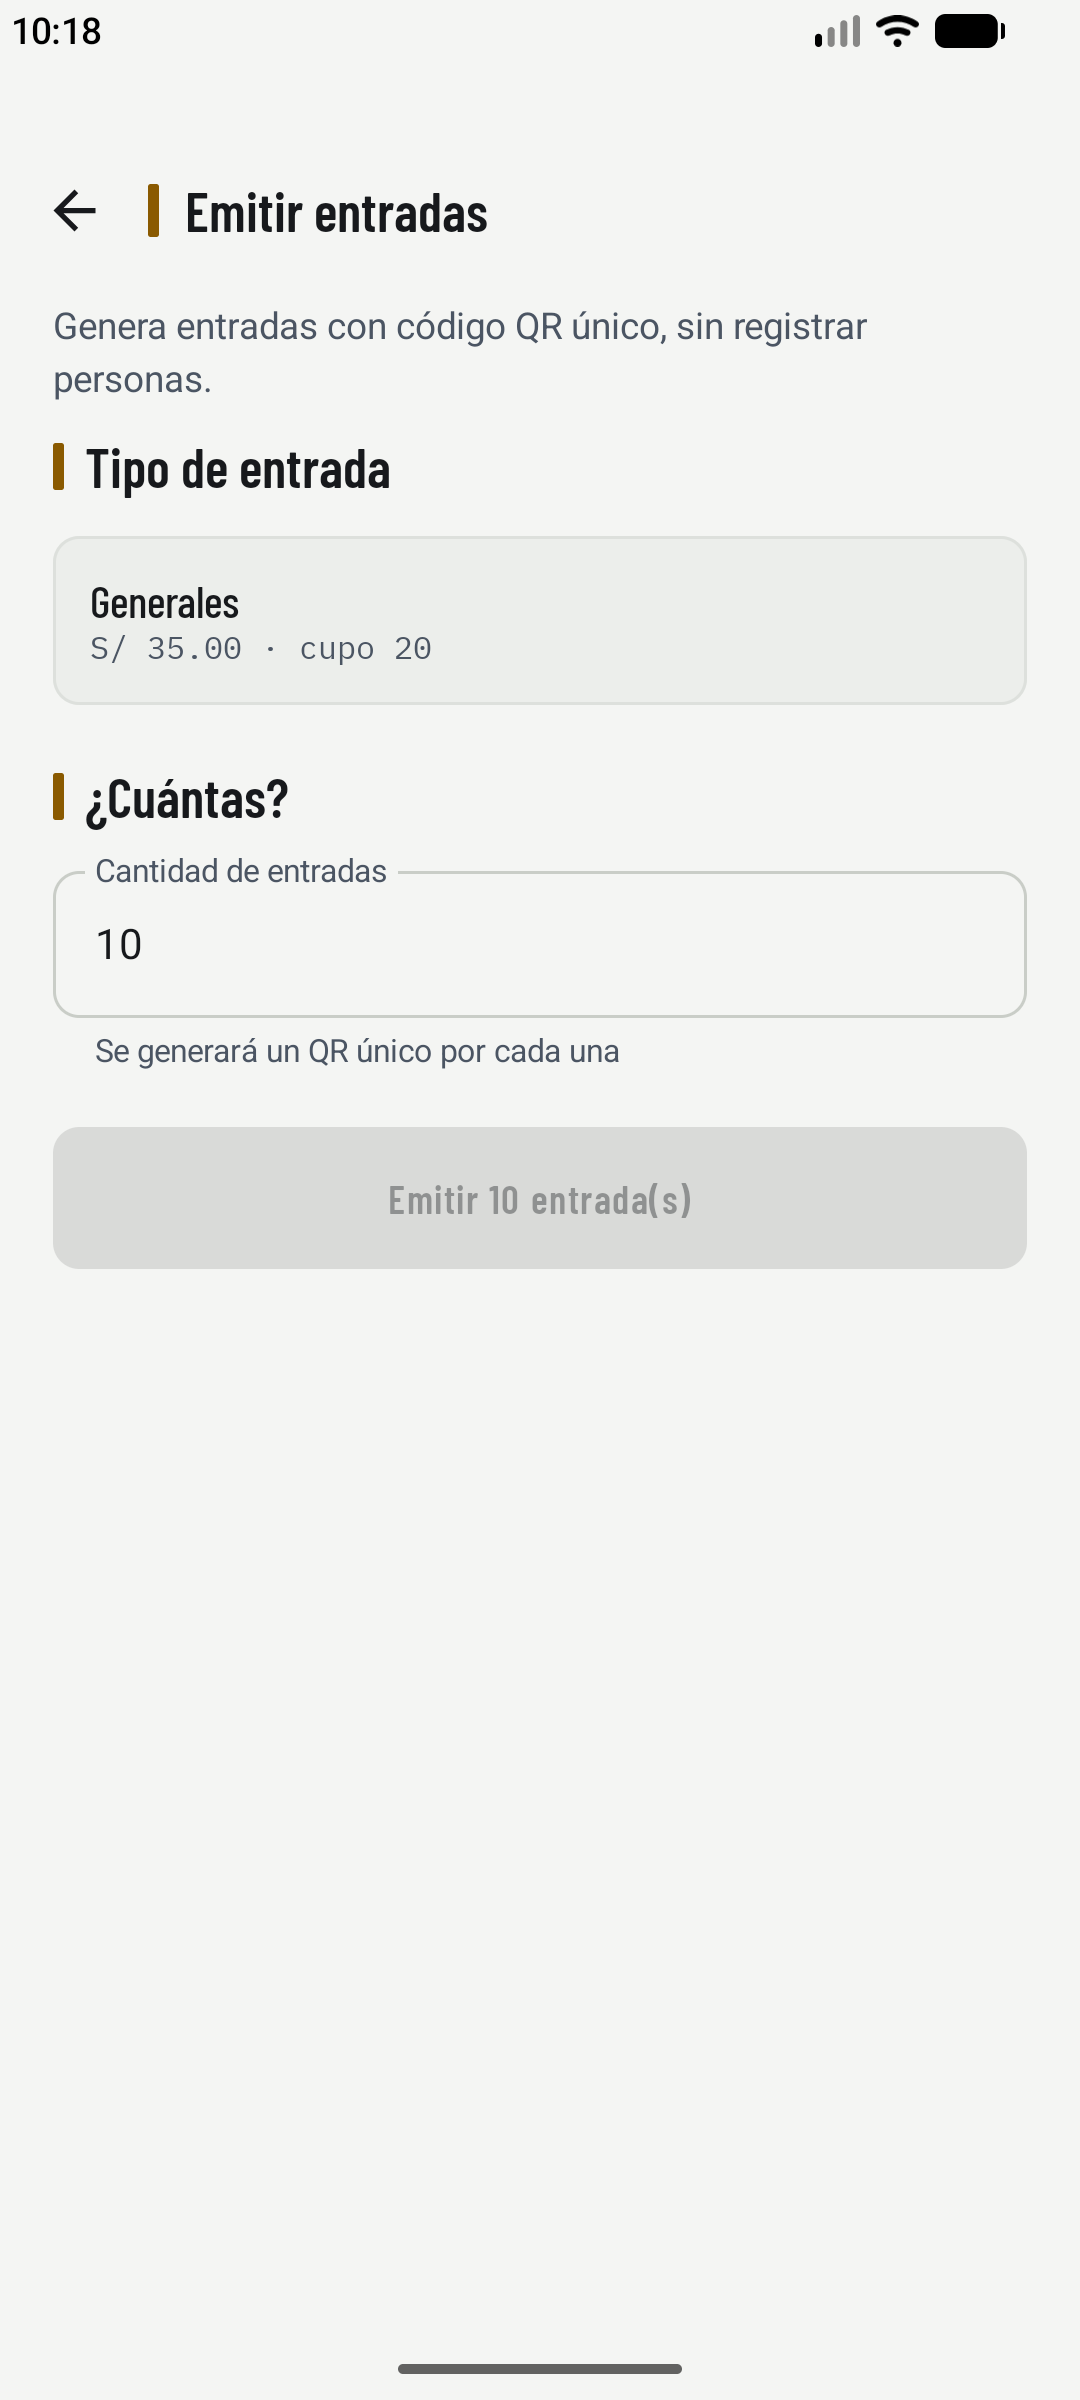 10:18
Emitir entradas
Genera entradas con código QR único, sin registrar
personas.
Tipo de entrada
Generales
S/ 35.00 · cupo 20
¿Cuántas?
Cantidad de entradas
10
Se generará un QR único por cada una
Emitir 10 entrada(s)